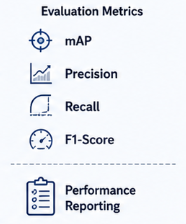 Evaluation Metrics
mAP
Precision
Recall
F1-Score
Performance
Reporting